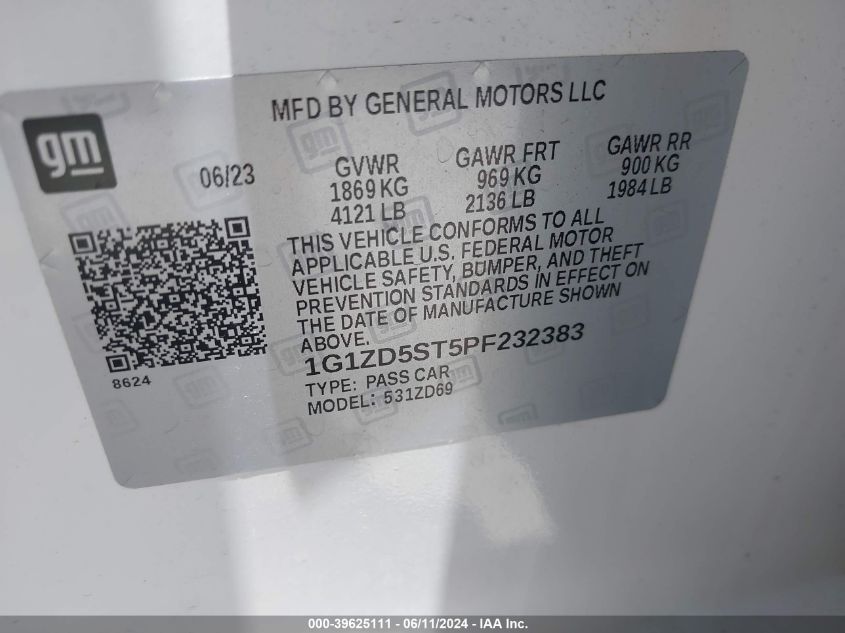 MFD BY GENERAL MOTORS LLC
gm
06/23
GVWR
1869 KG
4121 LB
GAWR FRT
969 KG
2136 LB
GAWR RR
900 KG
1984 LB
THIS VEHICLE CONFORMS TO ALL
APPLICABLE U.S. FEDERAL MOTOR
VEHICLE SAFETY, BUMPER, AND THEFT
PREVENTION STANDARDS IN EFFECT ON
THE DATE OF MANUFACTURE SHOWN
ABOVE.
1G1ZD5ST5PF232383
TYPE: PASS CAR
MODEL: 531ZD69
8624
000-39625111 - 06/11/2024 - IAA Inc.